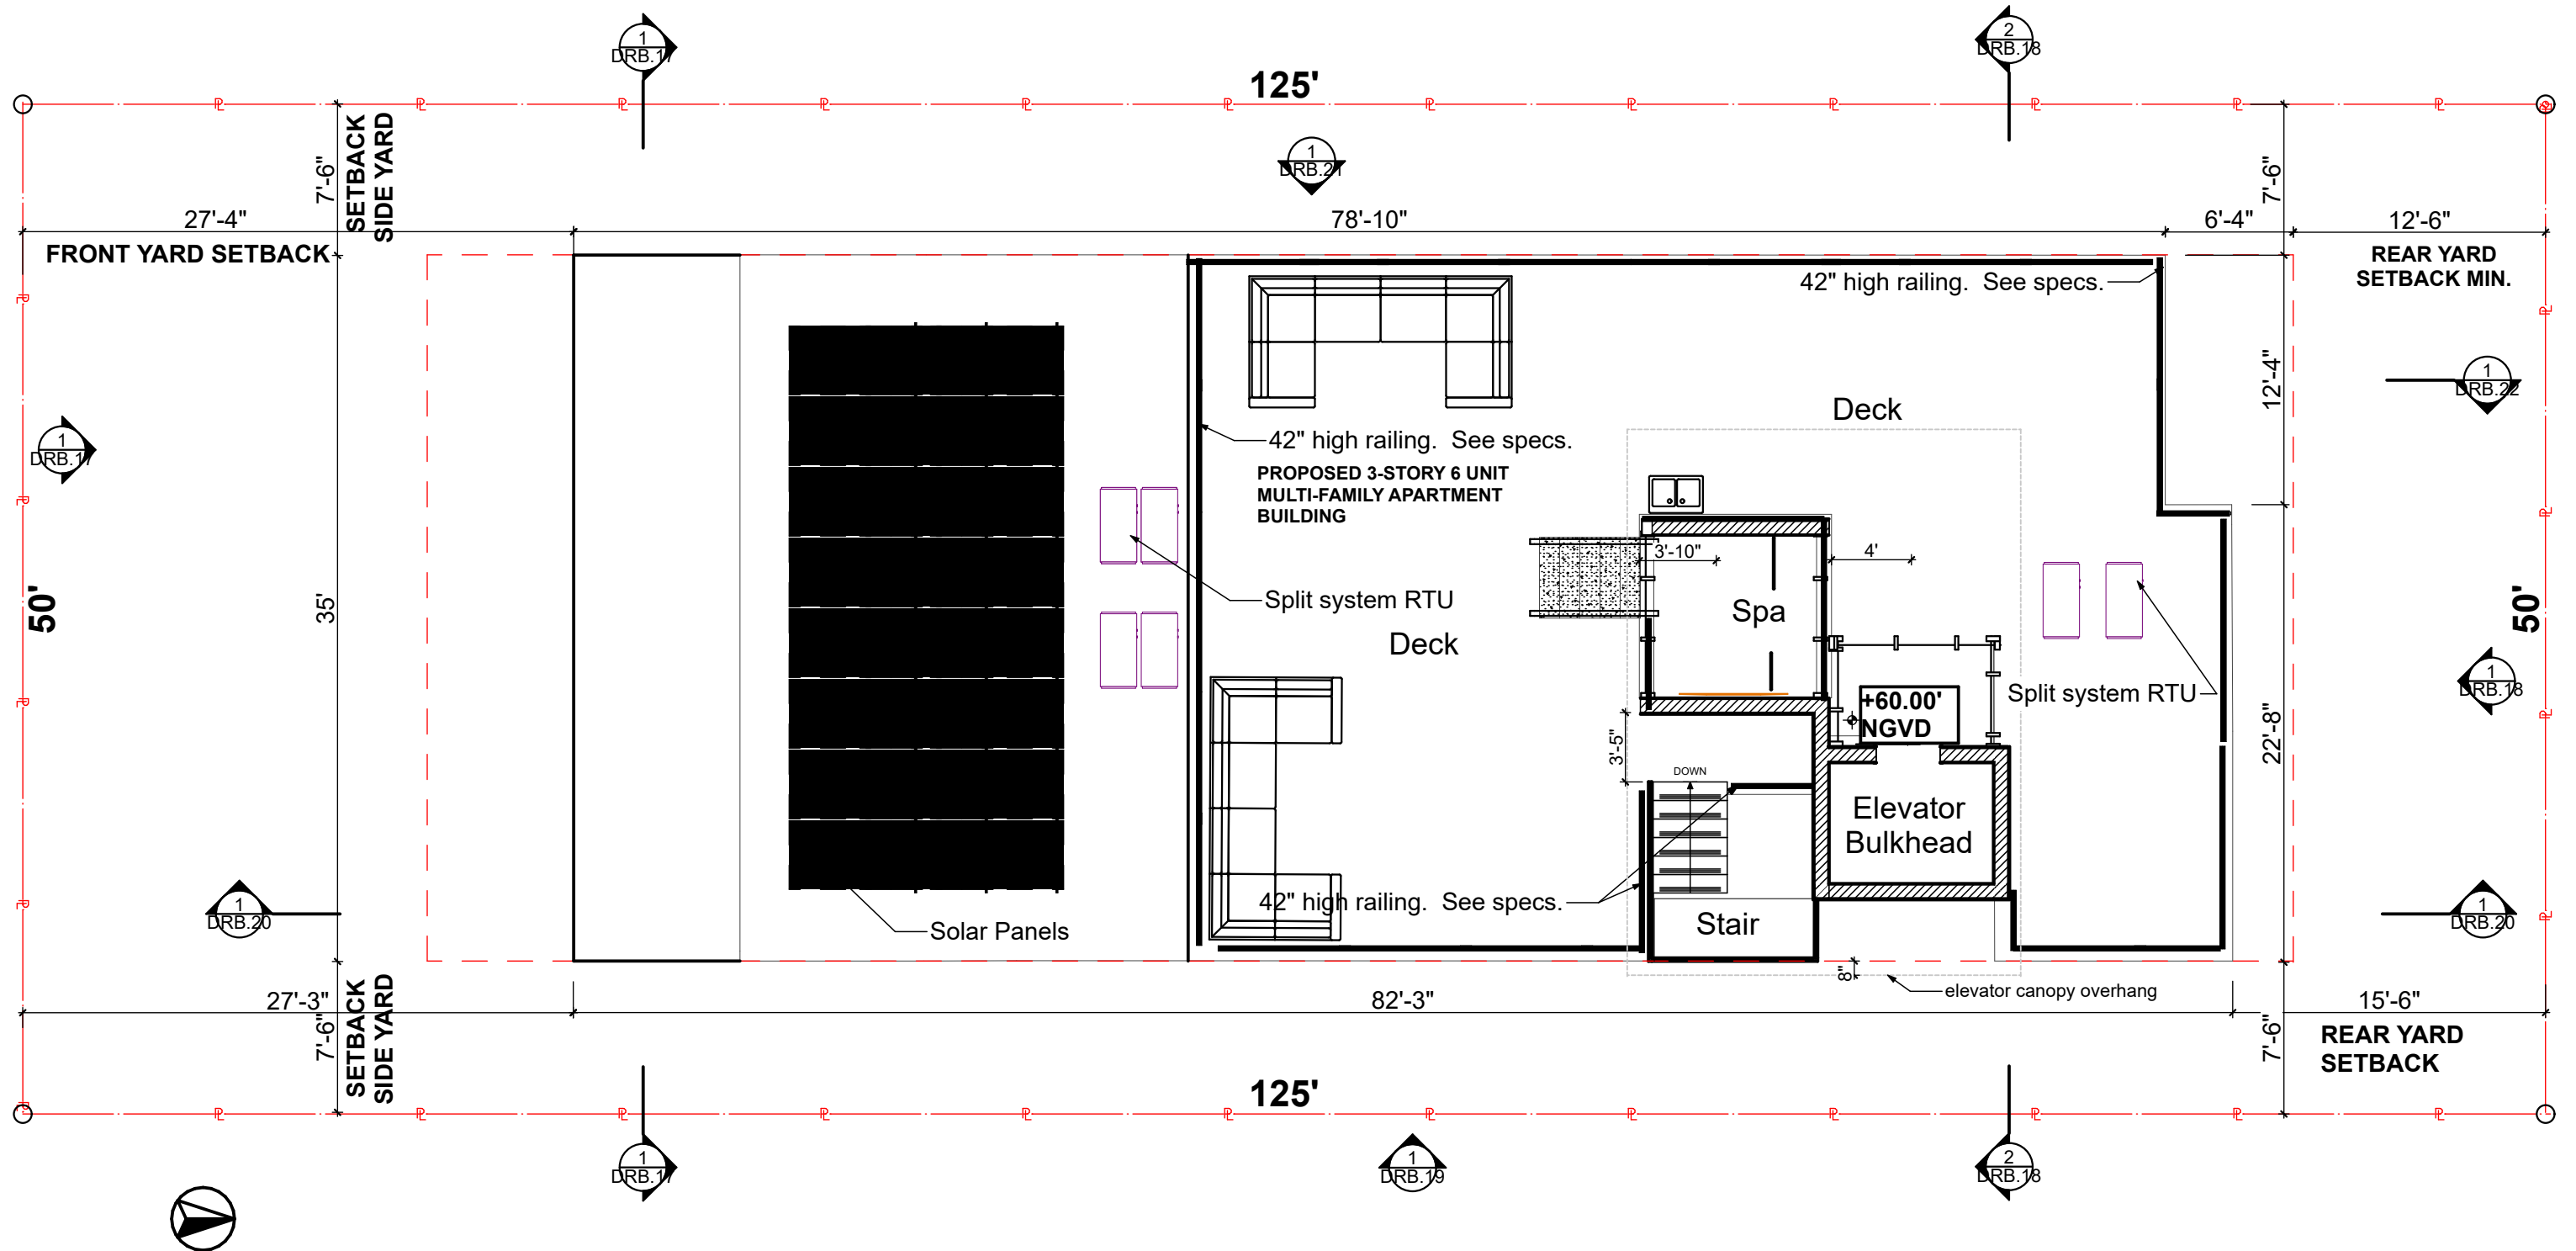 1
DRB.17
2
DRB.18
125'
1
DRB.21
7'-6"
SETBACK
SIDE YARD
7'-6"
27'-4"
78'-10"
6'-4"
12'-6"
FRONT YARD SETBACK
REAR YARD
SETBACK MIN.
42" high railing.  See specs.
12'-4"
1
DRB.22
Deck
1
DRB.17
42" high railing.  See specs.
PROPOSED 3-STORY 6 UNIT
MULTI-FAMILY APARTMENT
BUILDING
3'-10"
4'
50'
35'
Split system RTU
Spa
50'
Deck
1
DRB.18
Split system RTU
+60.00'
NGVD
22'-8"
3'-5"
DOWN
Elevator
Bulkhead
1
DRB.20
42" high railing.  See specs.
Stair
Solar Panels
1
DRB.20
8"
elevator canopy overhang
27'-3"
82'-3"
15'-6"
7'-6"
SETBACK
SIDE YARD
7'-6"
REAR YARD
SETBACK
125'
1
DRB.17
1
DRB.19
2
DRB.18